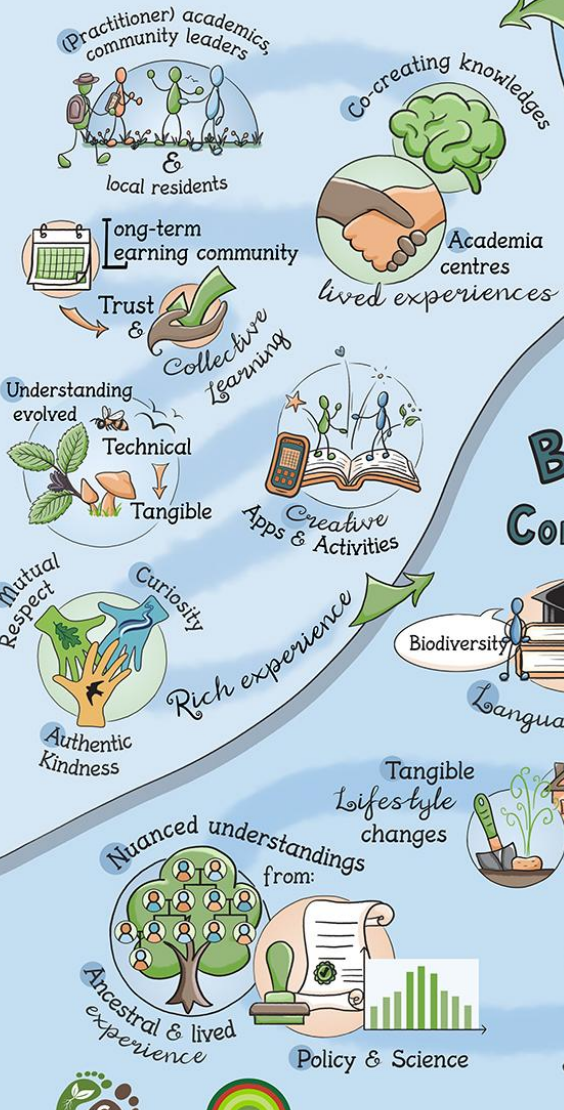 (Practitioner) academics,
community leaders
&
local residents
Co-creating knowledges
Academia
centres
lived experiences
Long-term
Learning community
Trust
&
Collective
Learning
Understanding
evolved
Technical
Tangible
Creative
Apps & Activities
Mutual
Respect
Curiosity
Authentic
Kindness
Rich experience
B
Co
Biodiversity
Langua
Tangible
Lifestyle
changes
Nuanced understandings
from:
Ancestral & lived
experience
Policy & Science